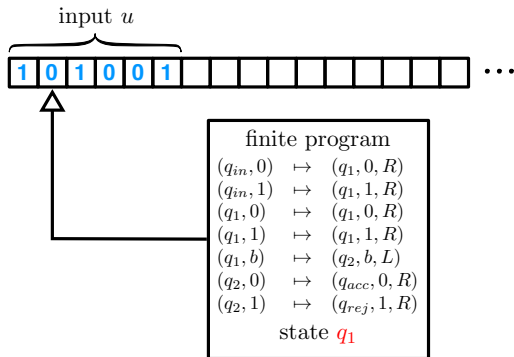 input u
1 0 1 0 0 1 ...
finite program
(q_in, 0) ↦ (q_1, 0, R)
(q_in, 1) ↦ (q_1, 1, R)
(q_1, 0) ↦ (q_1, 0, R)
(q_1, 1) ↦ (q_1, 1, R)
(q_1, b) ↦ (q_2, b, L)
(q_2, 0) ↦ (q_acc, 0, R)
(q_2, 1) ↦ (q_rej, 1, R)
state q_1